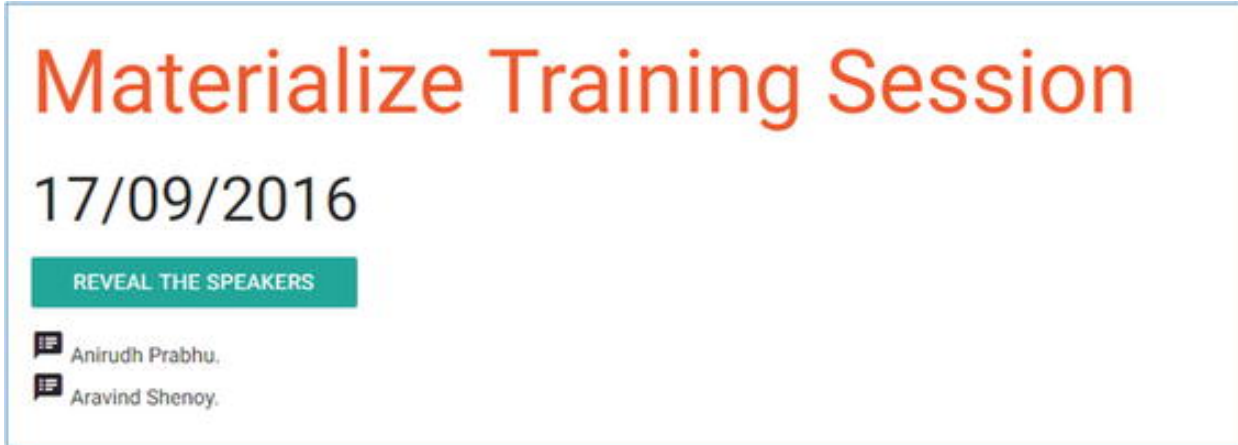 Materialize Training Session
17/09/2016
REVEAL THE SPEAKERS
Anirudh Prabhu.
Aravind Shenoy.